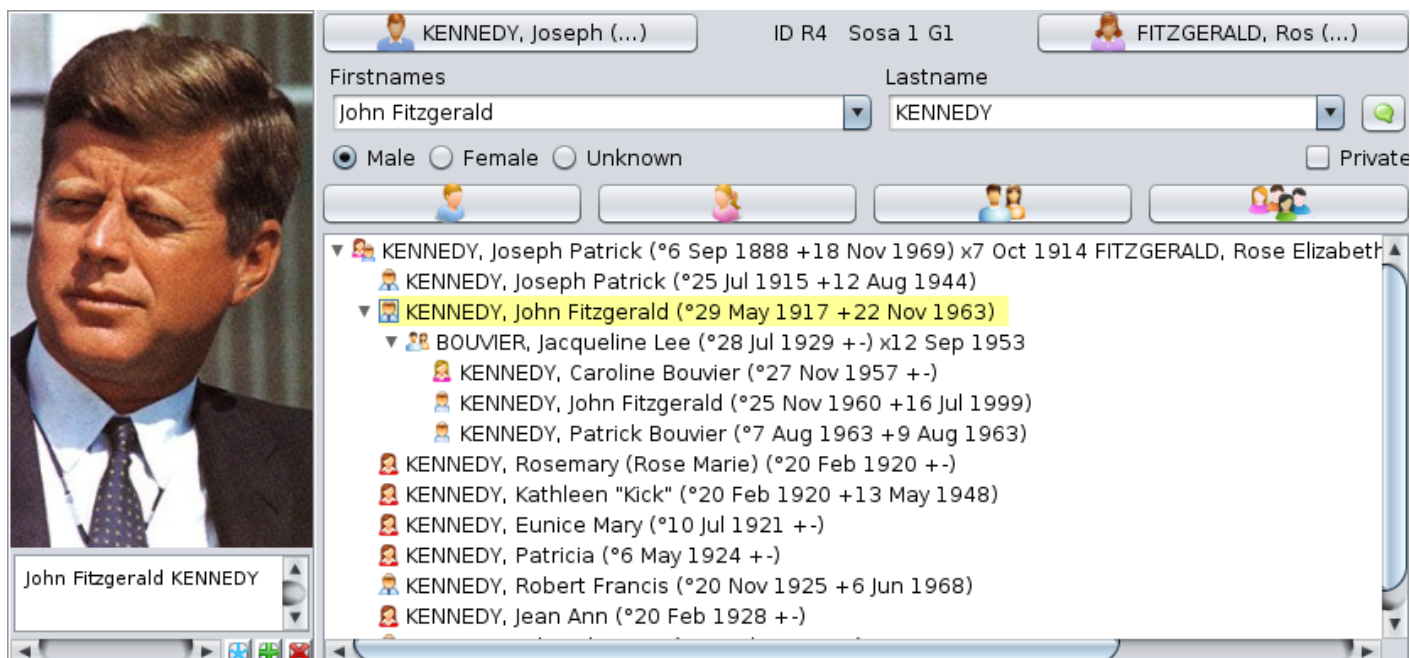 KENNEDY, Joseph (...)
ID R4 Sosa 1 G1
FITZGERALD, Ros (...)
Firstnames
Lastname
John Fitzgerald
KENNEDY
Male
Female
Unknown
Private
KENNEDY, Joseph Patrick (°6 Sep 1888 +18 Nov 1969) x7 Oct 1914 FITZGERALD, Rose Elizabeth
KENNEDY, Joseph Patrick (°25 Jul 1915 +12 Aug 1944)
KENNEDY, John Fitzgerald (°29 May 1917 +22 Nov 1963)
BOUVIER, Jacqueline Lee (°28 Jul 1929 +-) x12 Sep 1953
KENNEDY, Caroline Bouvier (°27 Nov 1957 +-)
KENNEDY, John Fitzgerald (°25 Nov 1960 +16 Jul 1999)
KENNEDY, Patrick Bouvier (°7 Aug 1963 +9 Aug 1963)
KENNEDY, Rosemary (Rose Marie) (°20 Feb 1920 +-)
KENNEDY, Kathleen "Kick" (°20 Feb 1920 +13 May 1948)
KENNEDY, Eunice Mary (°10 Jul 1921 +-)
KENNEDY, Patricia (°6 May 1924 +-)
KENNEDY, Robert Francis (°20 Nov 1925 +6 Jun 1968)
KENNEDY, Jean Ann (°20 Feb 1928 +-)
John Fitzgerald KENNEDY